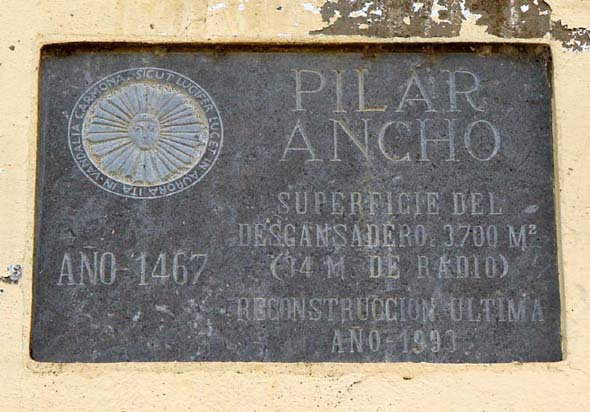 SICUT LUCIFER LUCET IN AURORA ITA IN VANDALIA CARMONA
PILAR
ANCHO
SUPERFICIE DEL
DESCANSADERO. 3700 M²
(34 M. DE RADIO)
AÑO-1467
RECONSTRUCCION ULTIMA
AÑO-1993